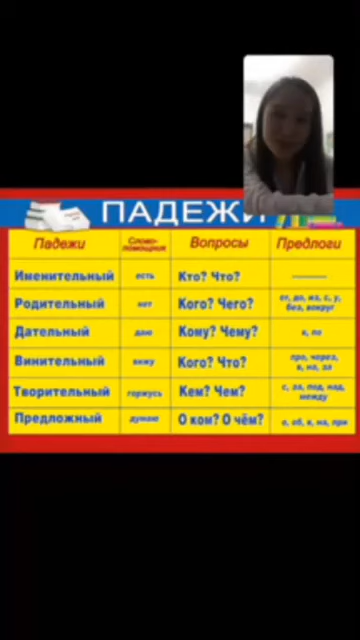 ПАДЕЖИ
Падежи Слово-помощник Вопросы Предлоги
Именительный есть Кто? Что? ———
Родительный нет Кого? Чего? от, до, из, с, у,
без, вокруг
Дательный даю Кому? Чему? к, по
Винительный вижу Кого? Что? про, через,
в, на, за
Творительный горжусь Кем? Чем? с, за, под, над,
между
Предложный думаю О ком? О чём? о, об, в, на, при